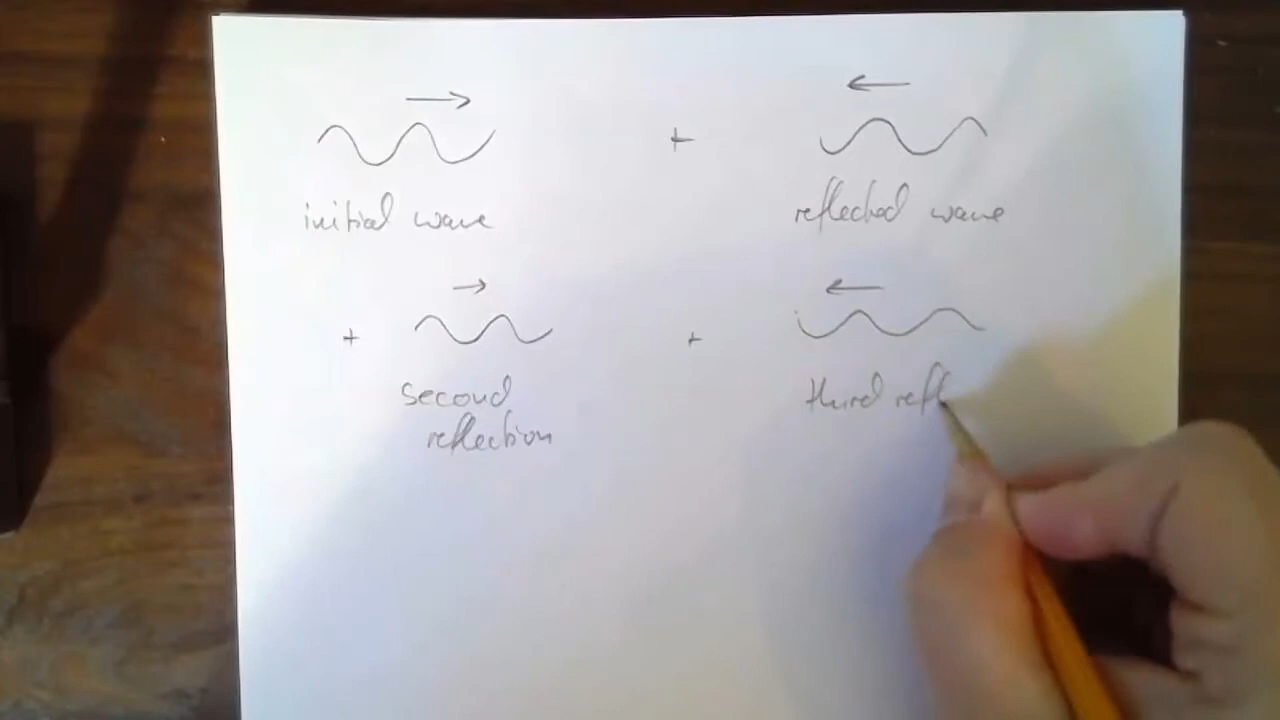 initial wave + reflected wave
+ second reflection + third refl